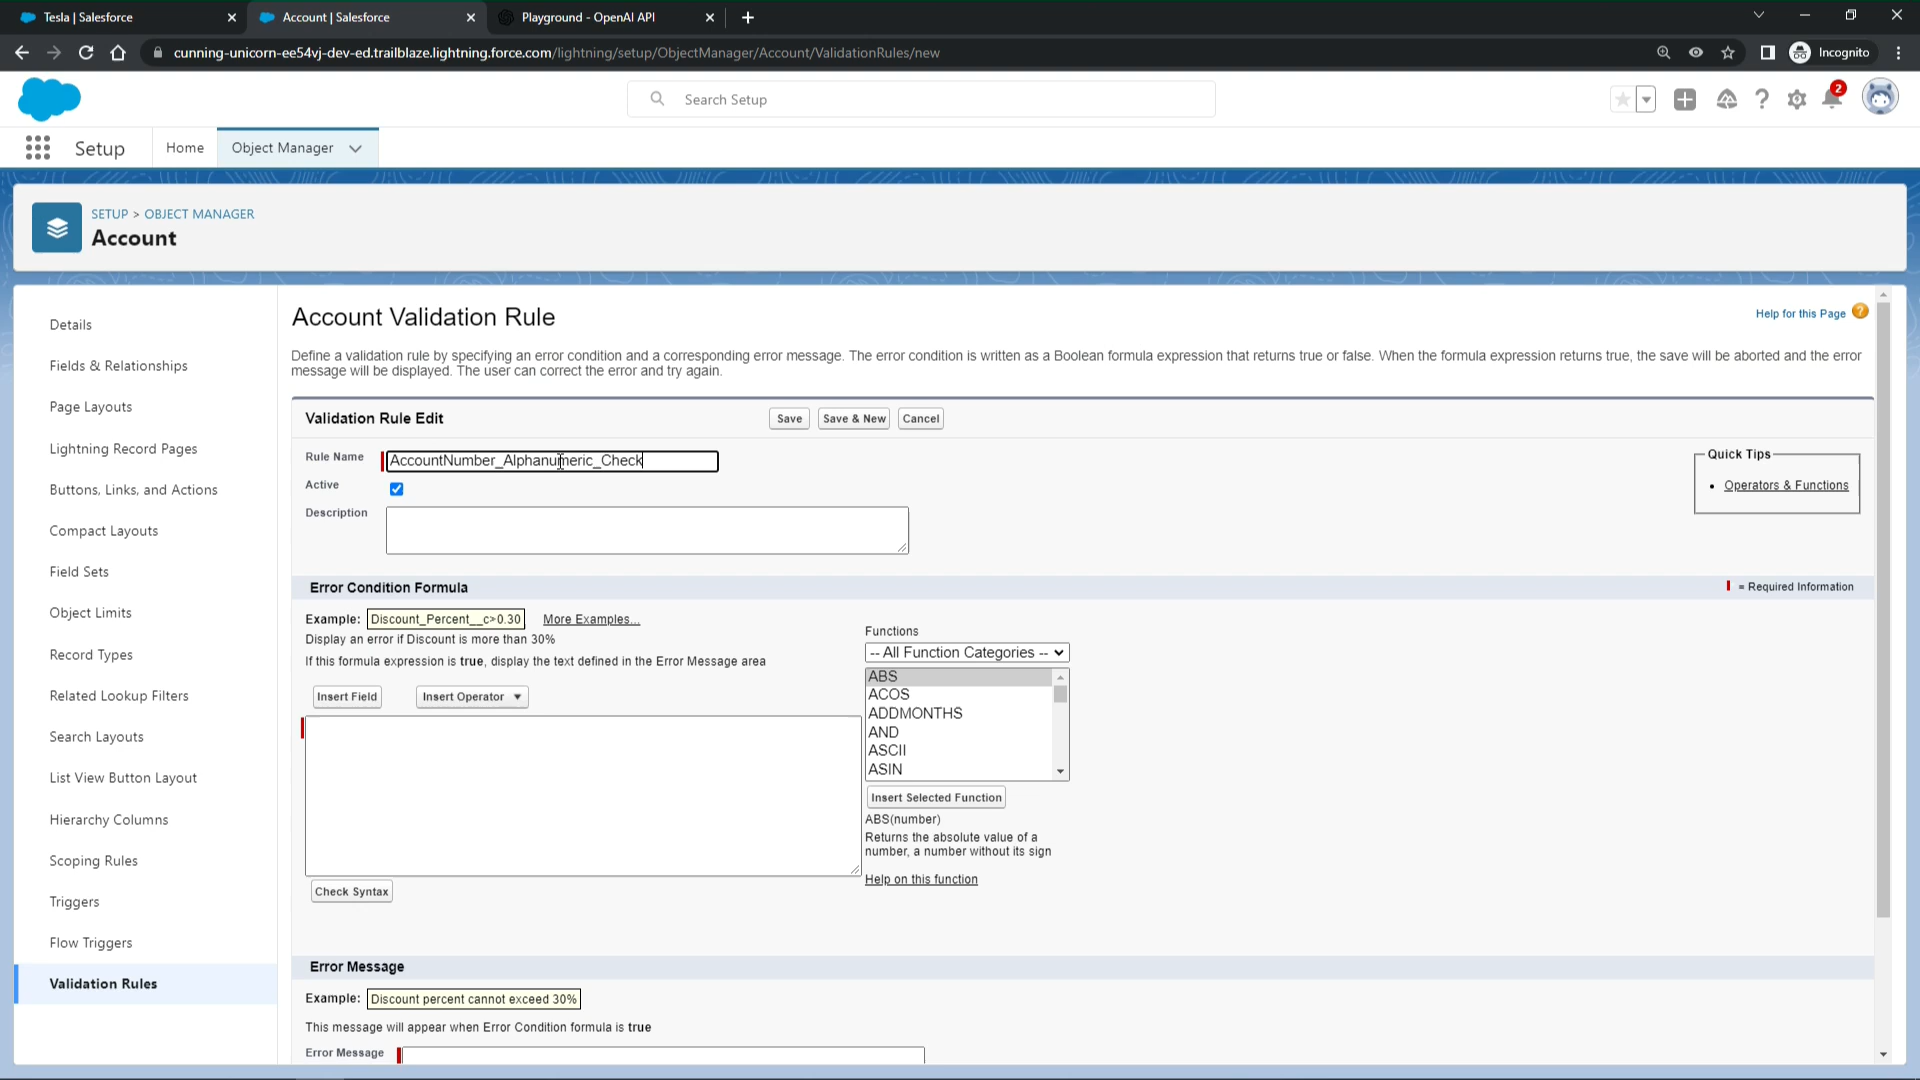 Tesla | Salesforce
Account | Salesforce
Playground - OpenAI API
cunning-unicorn-ee54vj-dev-ed.trailblaze.lightning.force.com/lightning/setup/ObjectManager/Account/ValidationRules/new
Incognito
Search Setup
2
Setup
Home
Object Manager
SETUP > OBJECT MANAGER
Account
Details
Fields & Relationships
Page Layouts
Lightning Record Pages
Buttons, Links, and Actions
Compact Layouts
Field Sets
Object Limits
Record Types
Related Lookup Filters
Search Layouts
List View Button Layout
Hierarchy Columns
Scoping Rules
Triggers
Flow Triggers
Validation Rules
Account Validation Rule
Help for this Page
Define a validation rule by specifying an error condition and a corresponding error message. The error condition is written as a Boolean formula expression that returns true or false. When the formula expression returns true, the save will be aborted and the error
message will be displayed. The user can correct the error and try again.
Validation Rule Edit
Save
Save & New
Cancel
Rule Name
AccountNumber_Alphanumeric_Check
Active
Description
Quick Tips
• Operators & Functions
Error Condition Formula
= Required Information
Example: Discount_Percent__c>0.30 More Examples...
Display an error if Discount is more than 30%
If this formula expression is true, display the text defined in the Error Message area
Insert Field
Insert Operator
Functions
-- All Function Categories --
ABS
ACOS
ADDMONTHS
AND
ASCII
ASIN
Insert Selected Function
ABS(number)
Returns the absolute value of a
number, a number without its sign
Help on this function
Check Syntax
Error Message
Example: Discount percent cannot exceed 30%
This message will appear when Error Condition formula is true
Error Message